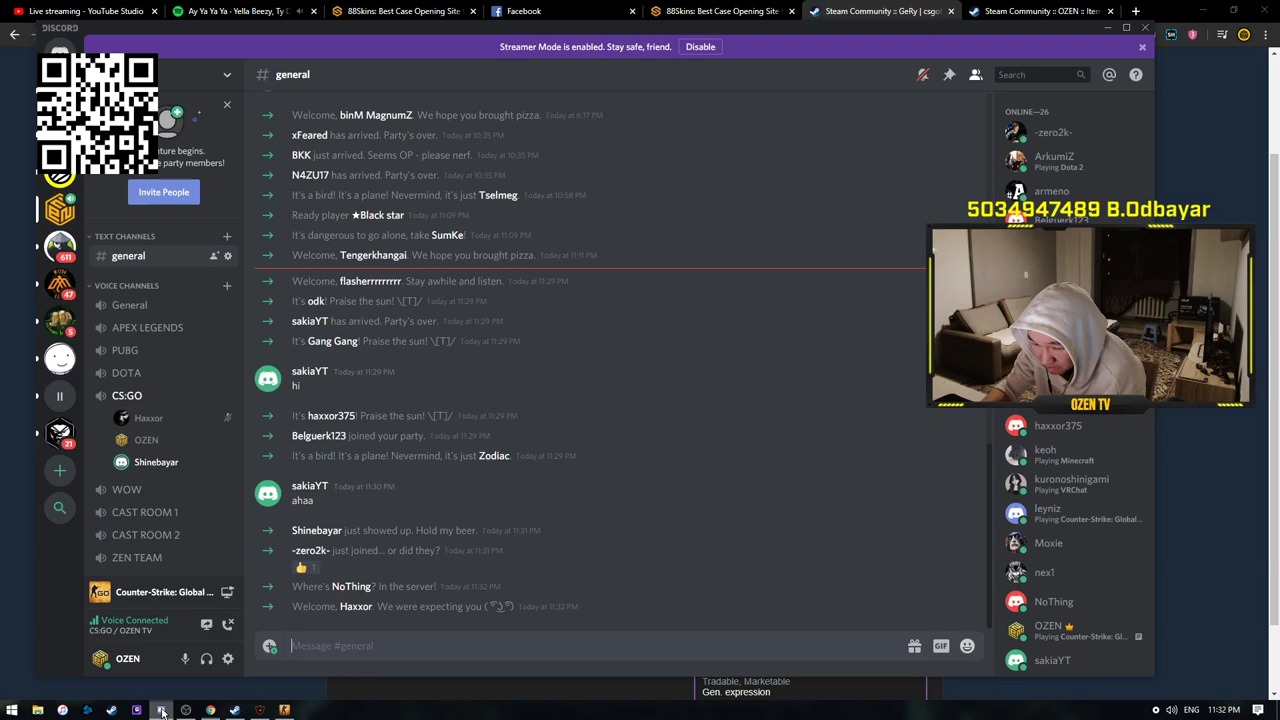 Live streaming
Ay Ya Ya Ya - Yella Beezy, Ty D
88Skins - Best Case Opening Site
Facebook
88Skins - Best Case Opening Site
Steam Community :: GeRy | csgo
Steam Community :: OZEN :: Item
DISCORD
Streamer Mode is enabled. Stay safe, friend. Disable
# general
Search
ure begins.
party members!
Invite People
TEXT CHANNELS
# general
VOICE CHANNELS
General
APEX LEGENDS
PUBG
DOTA
CS:GO
Haxxor
OZEN
Shinebayar
WOW
CAST ROOM 1
CAST ROOM 2
ZEN TEAM
611
47
5
21
Counter-Strike: Global ...
Voice Connected
CS:GO / OZEN TV
OZEN
Welcome, binM MagnumZ. We hope you brought pizza. Today at 6:17 PM
xFeared has arrived. Party's over. Today at 10:35 PM
BKK just arrived. Seems OP - please nerf. Today at 10:35 PM
N4ZU17 has arrived. Party's over. Today at 10:35 PM
It's a bird! It's a plane! Nevermind, it's just Tselmeg. Today at 10:58 PM
Ready player ★Black star Today at 11:09 PM
It's dangerous to go alone, take SumKe! Today at 11:09 PM
Welcome, Tengerkhangai. We hope you brought pizza. Today at 11:11 PM
Welcome, flasherrrrrrrrr. Stay awhile and listen. Today at 11:29 PM
It's odk! Praise the sun! \[T]/ Today at 11:29 PM
sakiaYT has arrived. Party's over. Today at 11:29 PM
It's Gang Gang! Praise the sun! \[T]/ Today at 11:29 PM
sakiaYT Today at 11:29 PM
hi
It's haxxor375! Praise the sun! \[T]/ Today at 11:29 PM
Belguerk123 joined your party. Today at 11:29 PM
It's a bird! It's a plane! Nevermind, it's just Zodiac. Today at 11:29 PM
sakiaYT Today at 11:30 PM
ahaa
Shinebayar just showed up. Hold my beer. Today at 11:31 PM
-zero2k- just joined... or did they? Today at 11:31 PM
1
Where's NoThing? In the server! Today at 11:32 PM
Welcome, Haxxor. We were expecting you ( ͡° ͜ʖ ͡°) Today at 11:32 PM
Message #general
GIF
ONLINE—26
-zero2k-
ArkumiZ
Playing Dota 2
armeno
Belguerk123
5034947489 B.Odbayar
OZEN TV
haxxor375
keoh
Playing Minecraft
kuronoshinigami
Playing VRChat
leyniz
Playing Counter-Strike: Global...
Moxie
nex1
NoThing
OZEN
Playing Counter-Strike: Gl...
sakiaYT
Tradable, Marketable
Gen. expression
ENG
11:32 PM